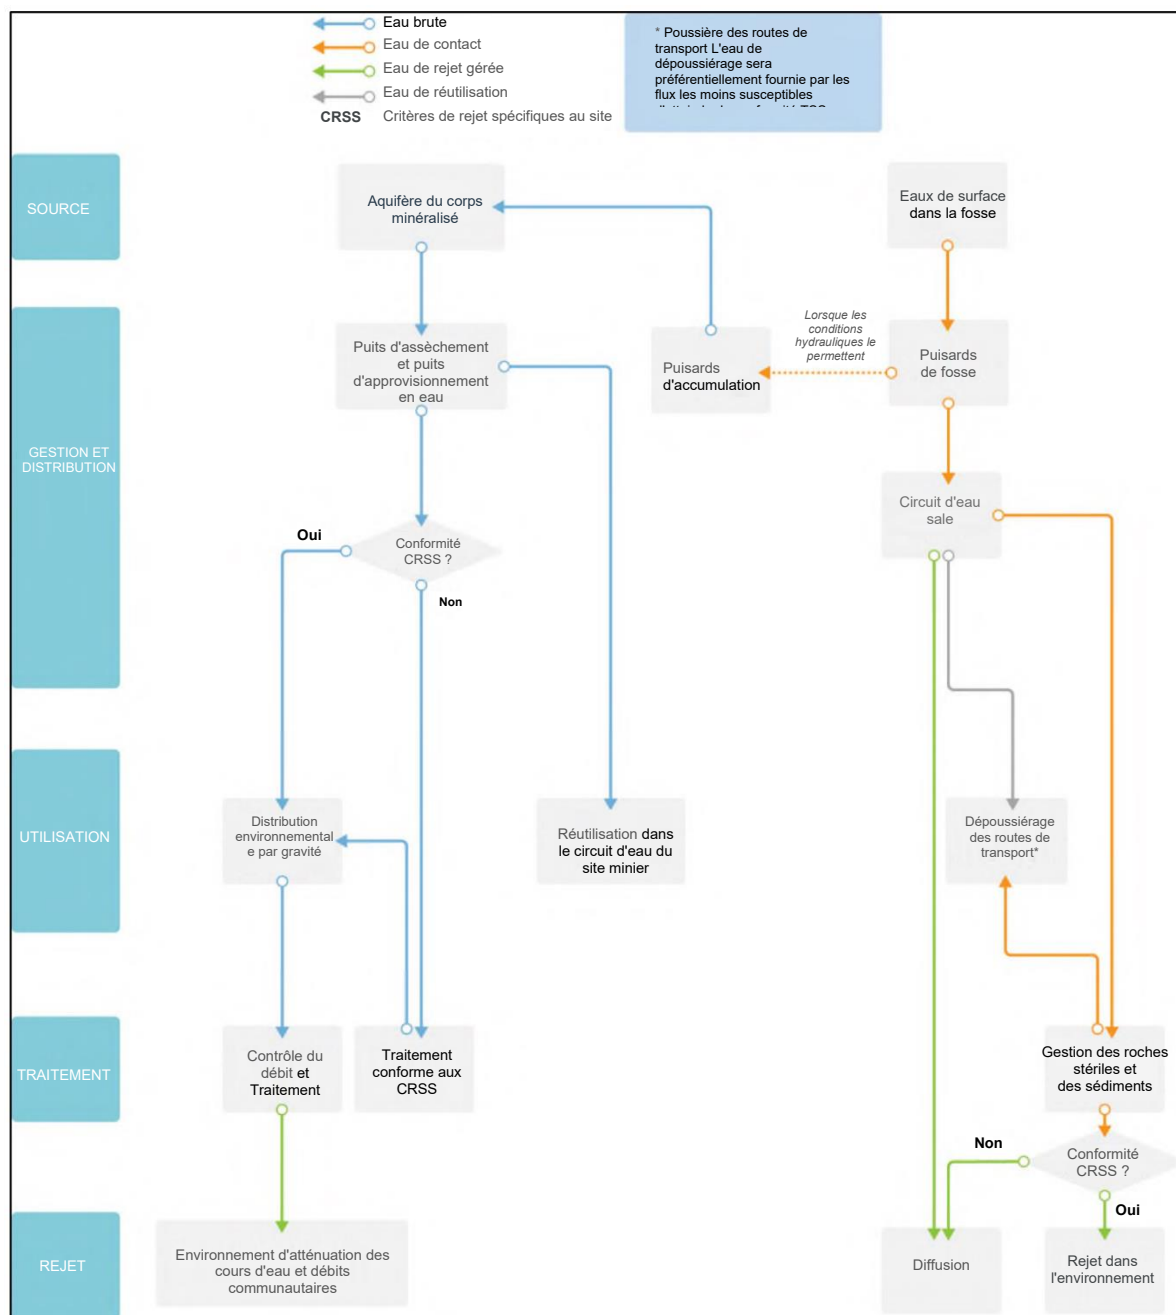 Eau brute
Eau de contact
Eau de rejet gérée
Eau de réutilisation
CRSS Critères de rejet spécifiques au site
* Poussière des routes de
transport L'eau de
dépoussiérage sera
préférentiellement fournie par les
flux les moins susceptibles
SOURCE
Aquifère du corps
minéralisé
Eaux de surface
dans la fosse
GESTION ET
DISTRIBUTION
Puits d'assèchement
et puits
d'approvisionnement
en eau
Puisards
d'accumulation
Lorsque les
conditions
hydrauliques le
permettent
Puisards
de fosse
Circuit d'eau
sale
Oui
Conformité
CRSS ?
Non
UTILISATION
Distribution
environnemental
e par gravité
Réutilisation dans
le circuit d'eau du
site minier
Dépoussiérage
des routes de
transport*
TRAITEMENT
Contrôle du
débit et
Traitement
Traitement
conforme aux
CRSS
Gestion des roches
stériles et
des sédiments
Non
Conformité
CRSS ?
Oui
REJET
Environnement d'atténuation des
cours d'eau et débits
communautaires
Diffusion
Rejet dans
l'environnement